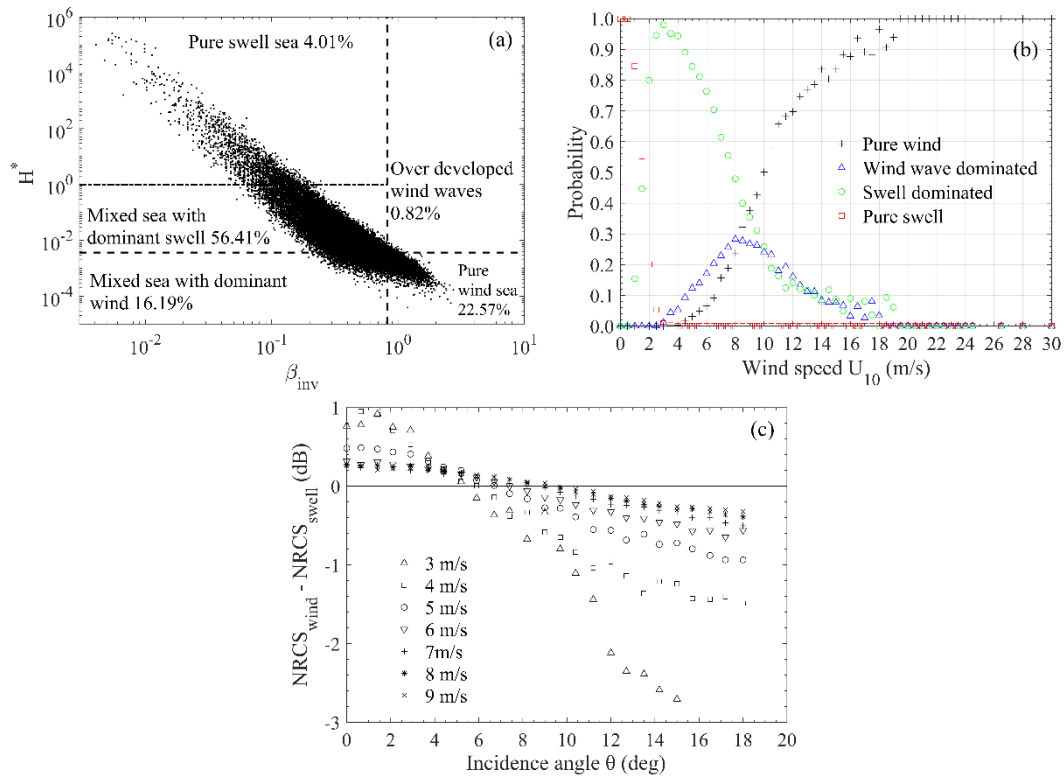 (a)
Pure swell sea 4.01%
Over developed
wind waves
0.82%
Mixed sea with
dominant swell 56.41%
Mixed sea with dominant
wind 16.19%
Pure
wind sea
22.57%
10^6
10^4
10^2
10^0
10^-2
10^-4
H*
10^-2
10^-1
10^0
10^1
β_inv
(b)
1.0
0.9
0.8
0.7
0.6
0.5
0.4
0.3
0.2
0.1
0.0
Probability
Pure wind
Wind wave dominated
Swell dominated
Pure swell
0 2 4 6 8 10 12 14 16 18 20 22 24 26 28 30
Wind speed U_10 (m/s)
(c)
1
0
-1
-2
-3
NRCS_wind - NRCS_swell (dB)
3 m/s
4 m/s
5 m/s
6 m/s
7m/s
8 m/s
9 m/s
0 2 4 6 8 10 12 14 16 18 20
Incidence angle θ (deg)